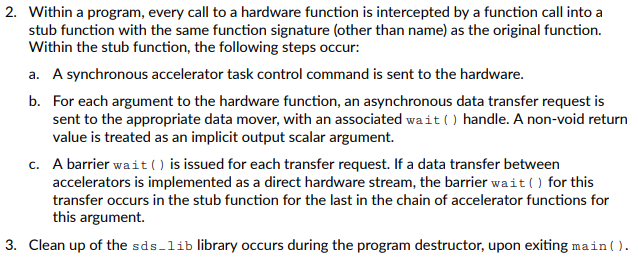 2. Within a program, every call to a hardware function is intercepted by a function call into a
stub function with the same function signature (other than name) as the original function.
Within the stub function, the following steps occur:
a. A synchronous accelerator task control command is sent to the hardware.
b. For each argument to the hardware function, an asynchronous data transfer request is
sent to the appropriate data mover, with an associated wait() handle. A non-void return
value is treated as an implicit output scalar argument.
c. A barrier wait() is issued for each transfer request. If a data transfer between
accelerators is implemented as a direct hardware stream, the barrier wait() for this
transfer occurs in the stub function for the last in the chain of accelerator functions for
this argument.
3. Clean up of the sds_lib library occurs during the program destructor, upon exiting main().